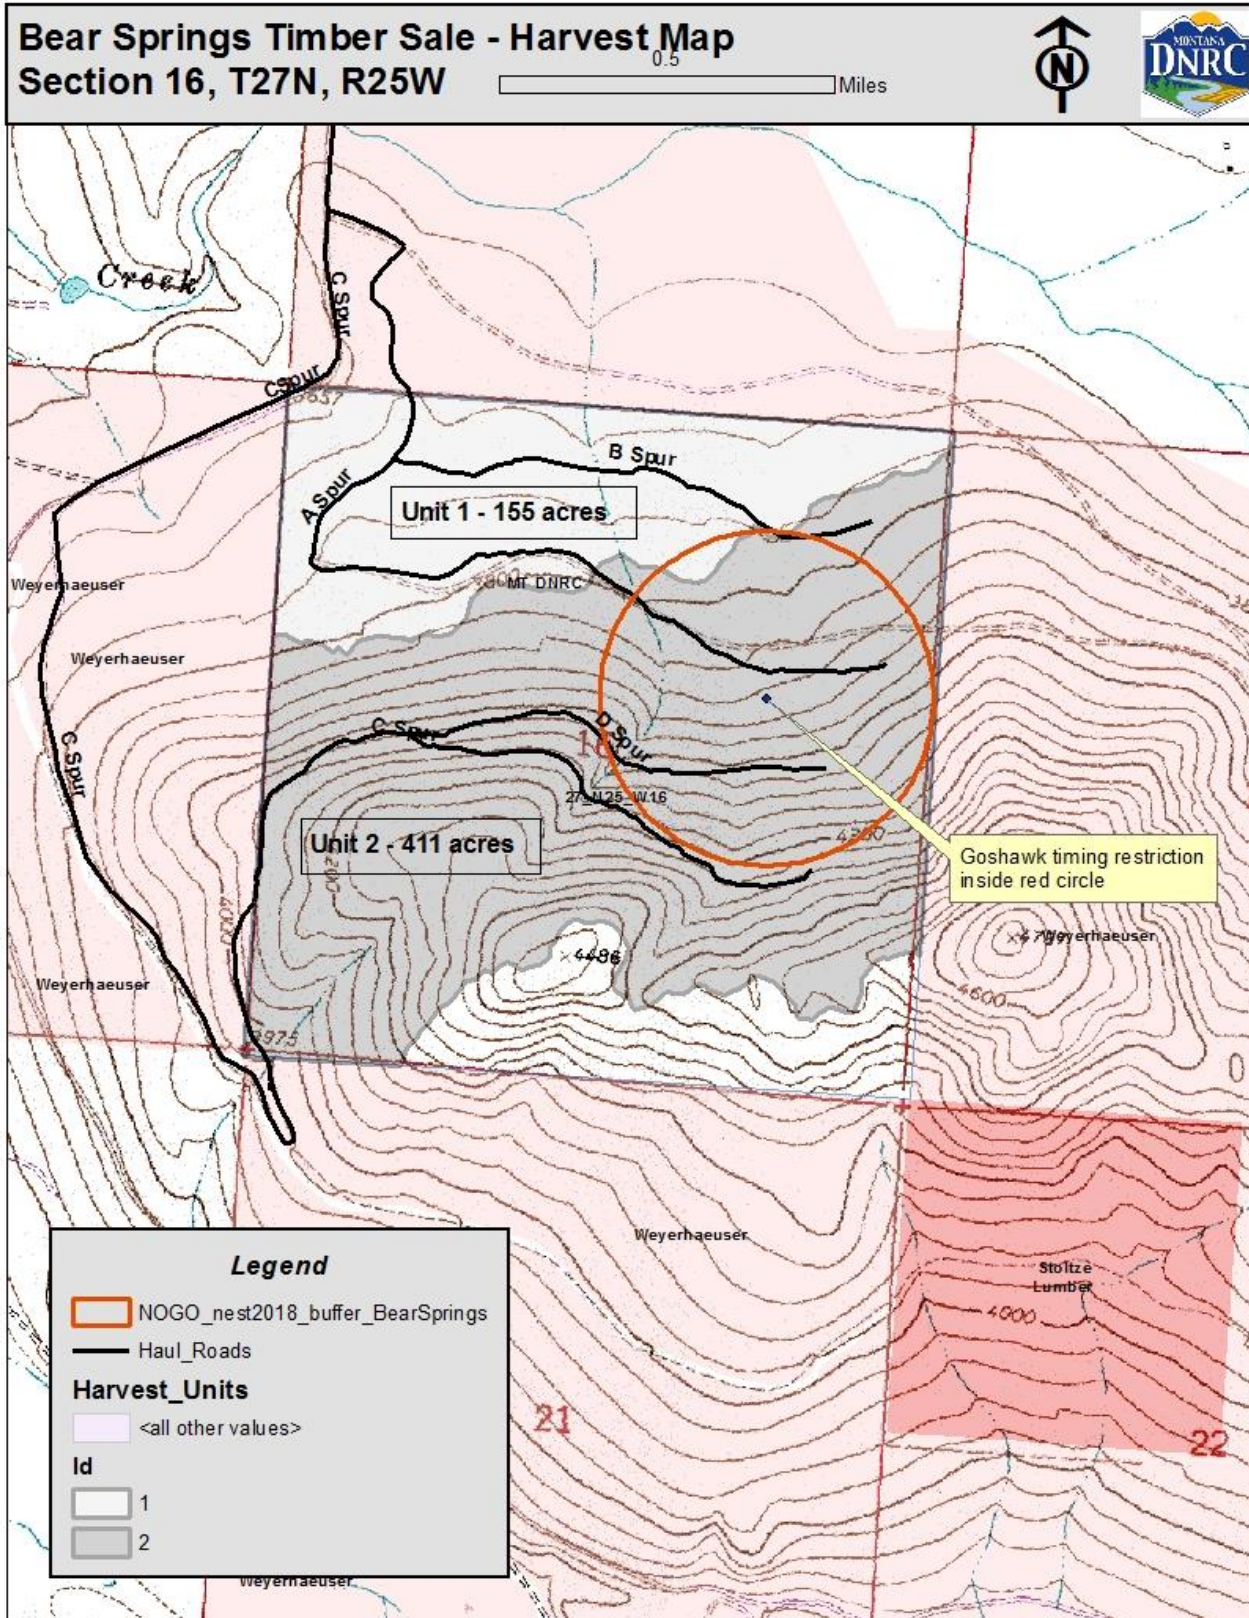 Bear Springs Timber Sale - Harvest Map
Section 16, T27N, R25W
0.5
Miles
N
MONTANA
DNRC
Creek
C Spur
C Spur
B Spur
A Spur
Unit 1 - 155 acres
MT DNRC
Weyerhaeuser
Weyerhaeuser
C Spur
C Spur
D Spur
27_N25_W16
Unit 2 - 411 acres
4200
4000
Goshawk timing restriction
inside red circle
Weyerhaeuser
4486
Weyerhaeuser
4600
Weyerhaeuser
Stoltze
Lumber
4000
21
22
Legend
NOGO_nest2018_buffer_BearSprings
Haul_Roads
Harvest_Units
<all other values>
Id
1
2
Weyerhaeuser